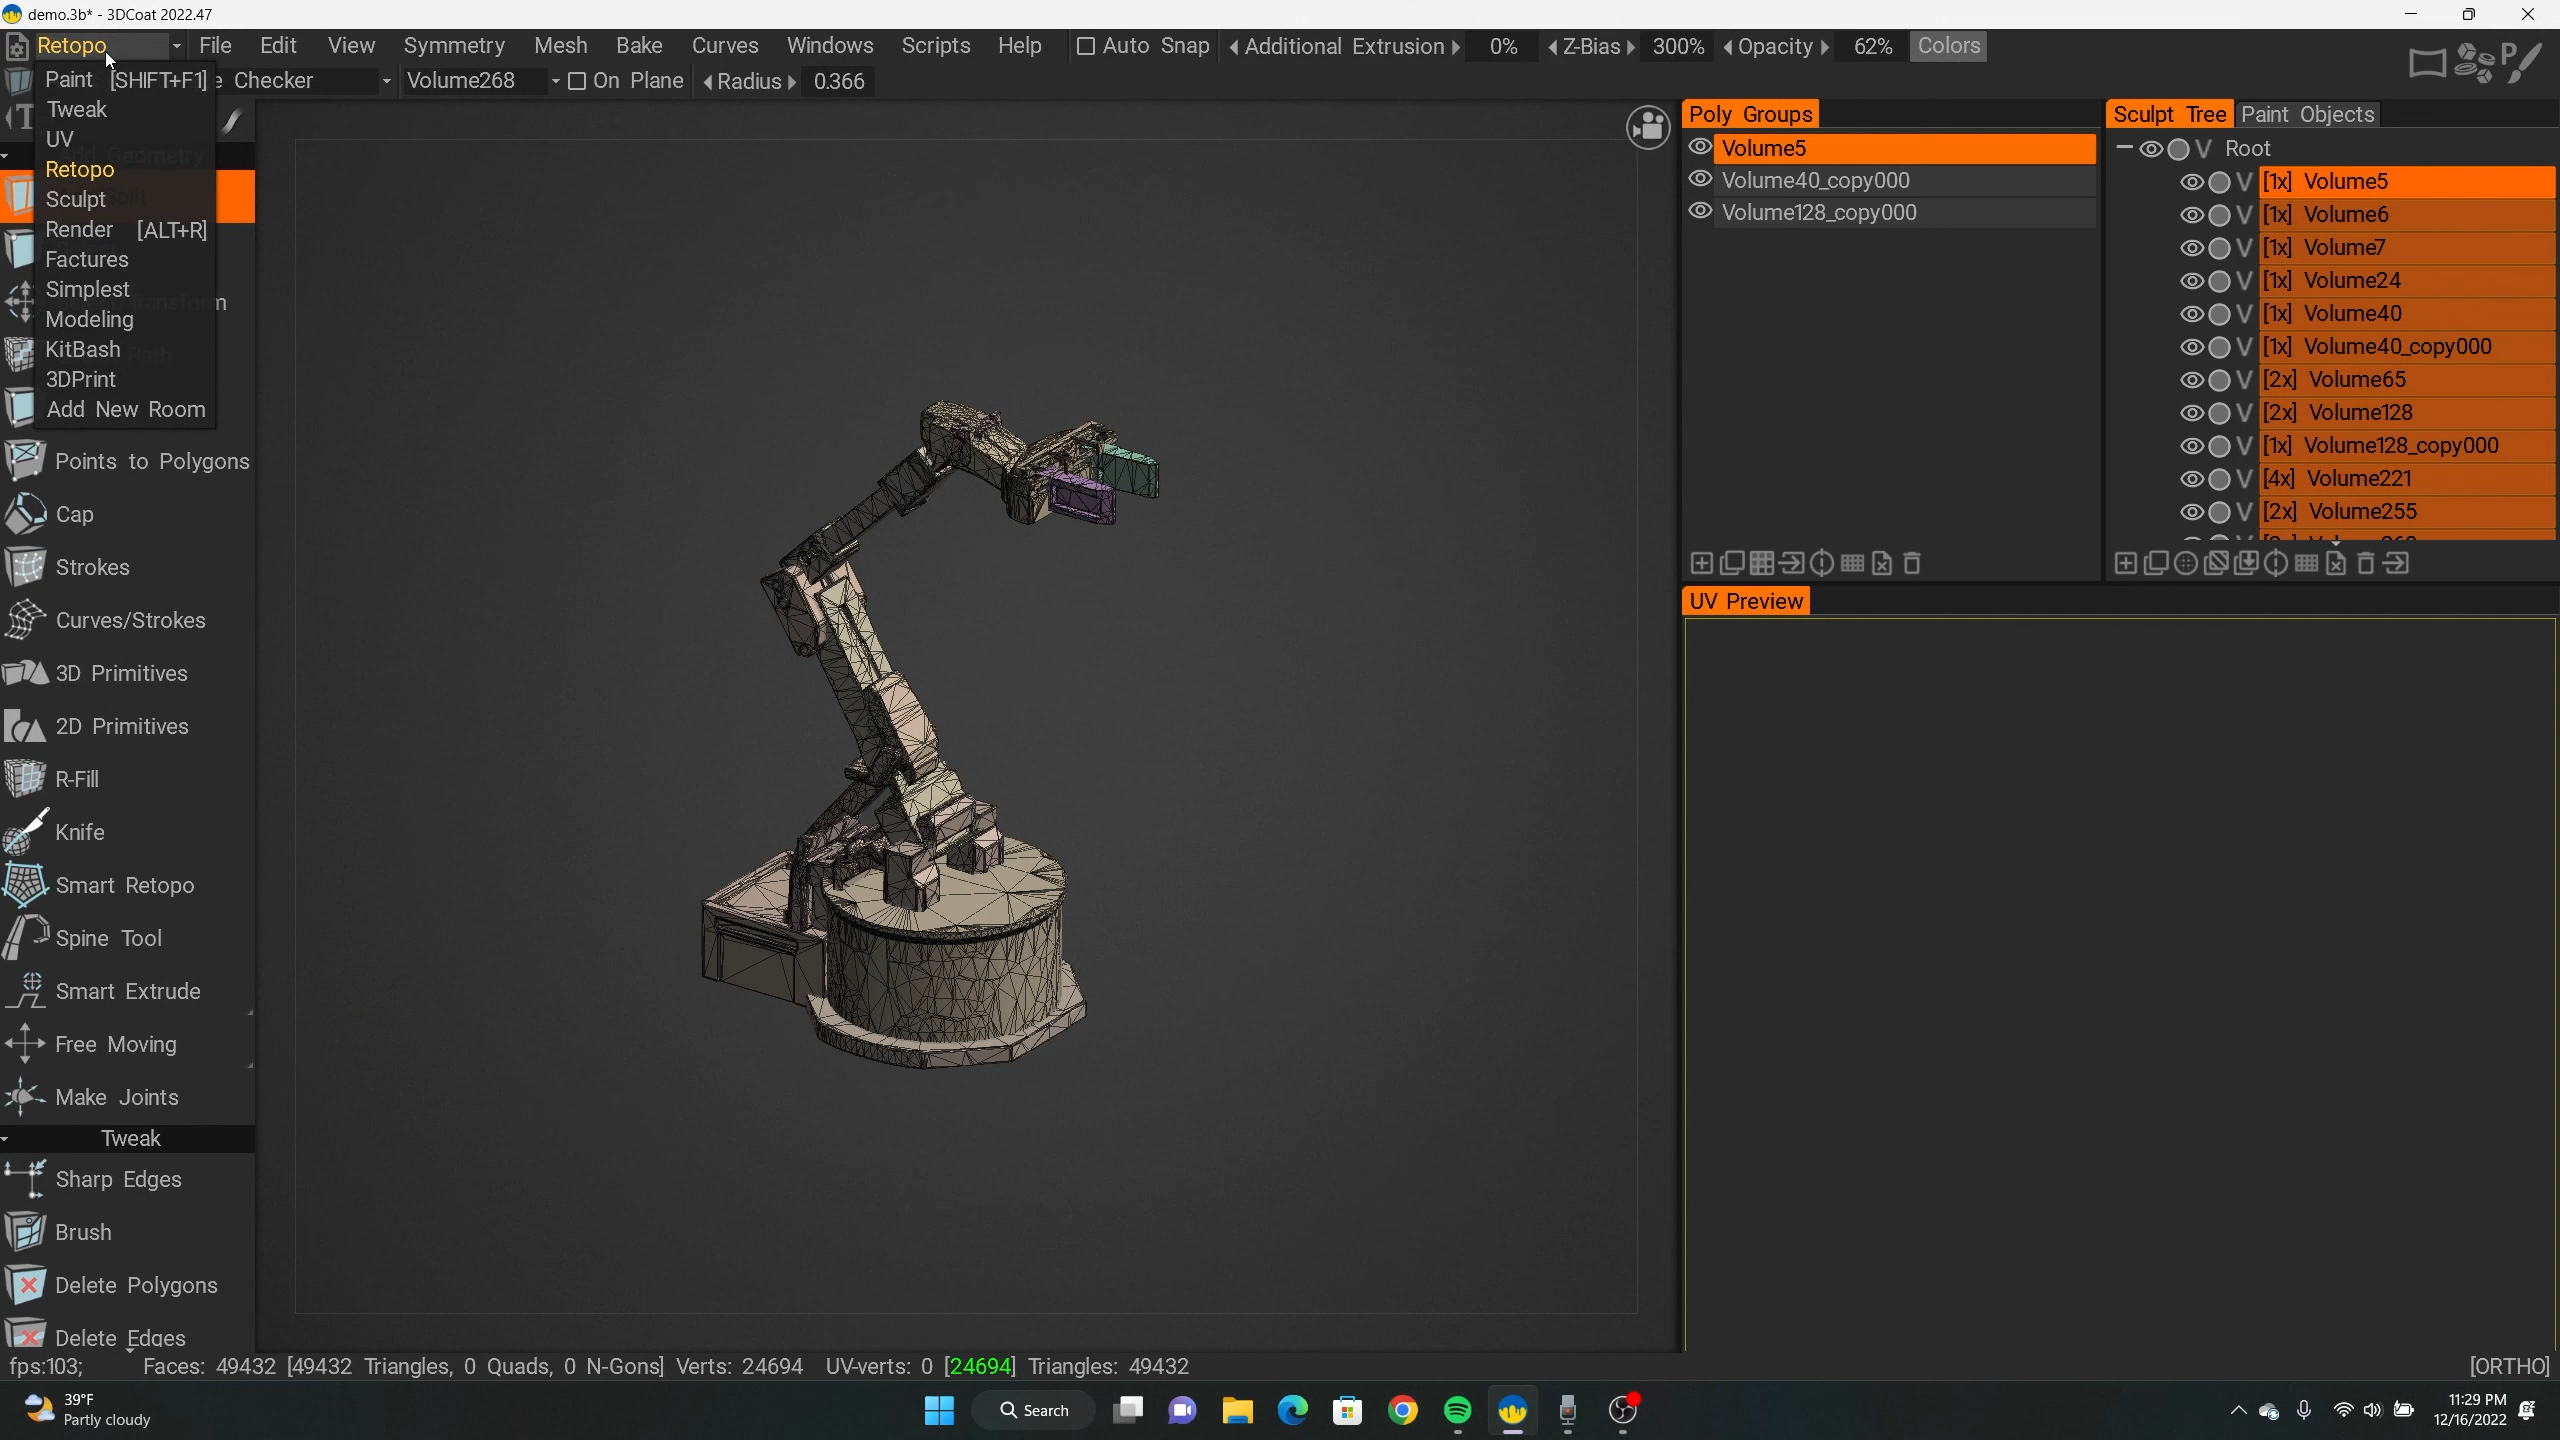 demo.3b* - 3DCoat 2022.47
Retopo File Edit View Symmetry Mesh Bake Curves Windows Scripts Help Auto Snap Additional Extrusion 0% Z-Bias 300% Opacity 62% Colors
Checker Volume268 On Plane Radius 0.366
Paint [SHIFT+F1]
Tweak
UV
Retopo
Sculpt
Render [ALT+R]
Factures
Simplest
Modeling
KitBash
3DPrint
Add New Room
Points to Polygons
Cap
Strokes
Curves/Strokes
3D Primitives
2D Primitives
R-Fill
Knife
Smart Retopo
Spine Tool
Smart Extrude
Free Moving
Make Joints
Tweak
Sharp Edges
Brush
Delete Polygons
Delete Edges
Poly Groups
Volume5
Volume40_copy000
Volume128_copy000
Sculpt Tree Paint Objects
V Root
V [1x] Volume5
V [1x] Volume6
V [1x] Volume7
V [1x] Volume24
V [1x] Volume40
V [1x] Volume40_copy000
V [2x] Volume65
V [2x] Volume128
V [1x] Volume128_copy000
V [4x] Volume221
V [2x] Volume255
UV Preview
fps:103; Faces: 49432 [49432 Triangles, 0 Quads, 0 N-Gons] Verts: 24694 UV-verts: 0 [24694] Triangles: 49432 [ORTHO]
39°F
Partly cloudy
Search
11:29 PM
12/16/2022